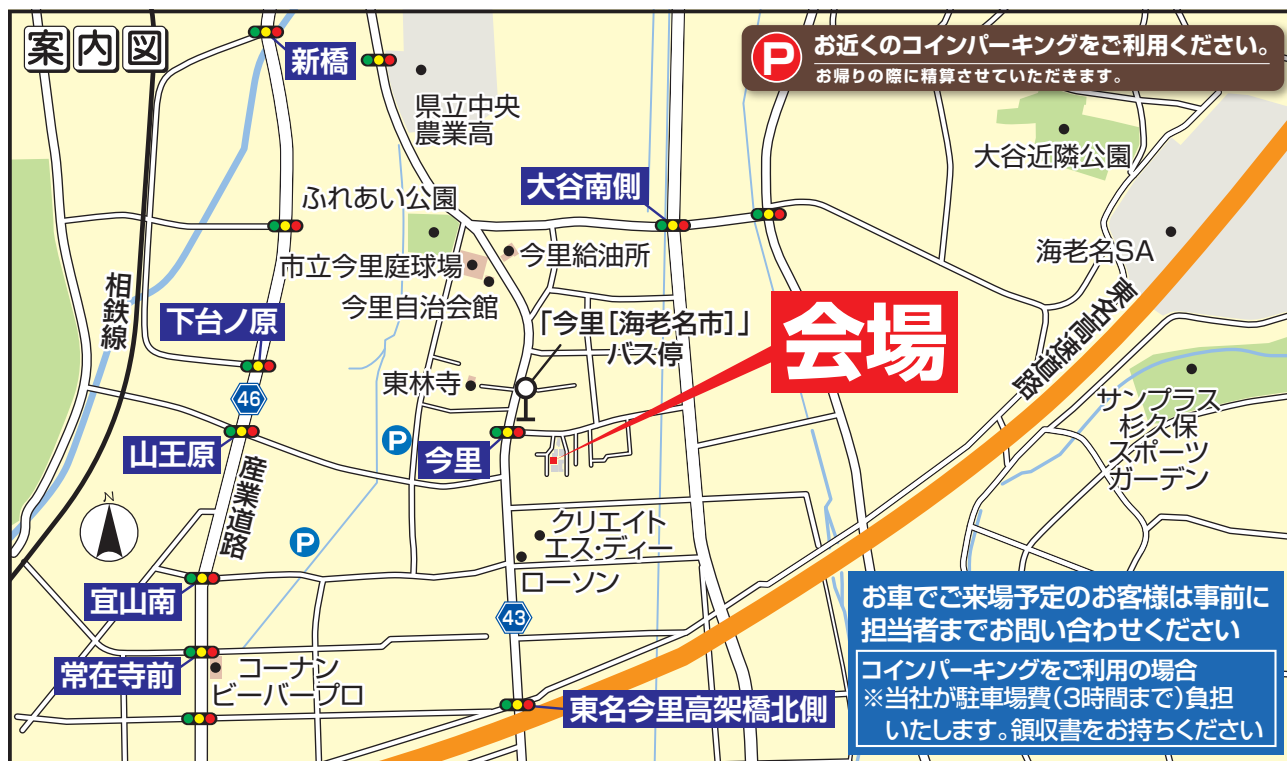 案内図
新橋
P
お近くのコインパーキングをご利用ください。
お帰りの際に精算させていただきます。
県立中央
農業高
大谷近隣公園
大谷南側
ふれあい公園
今里給油所
海老名SA
市立今里庭球場
今里自治会館
相鉄線
下台ノ原
「今里[海老名市]」
バス停
会場
東名高速道路
東林寺
46
サンプラス
杉久保
スポーツ
ガーデン
山王原
P
今里
産業道路
N
P
クリエイト
エス・ディー
ローソン
宜山南
43
お車でご来場予定のお客様は事前に
担当者までお問い合わせください
コインパーキングをご利用の場合
※当社が駐車場費(3時間まで)負担
いたします。領収書をお持ちください
常在寺前
コーナン
ビーバープロ
東名今里高架橋北側